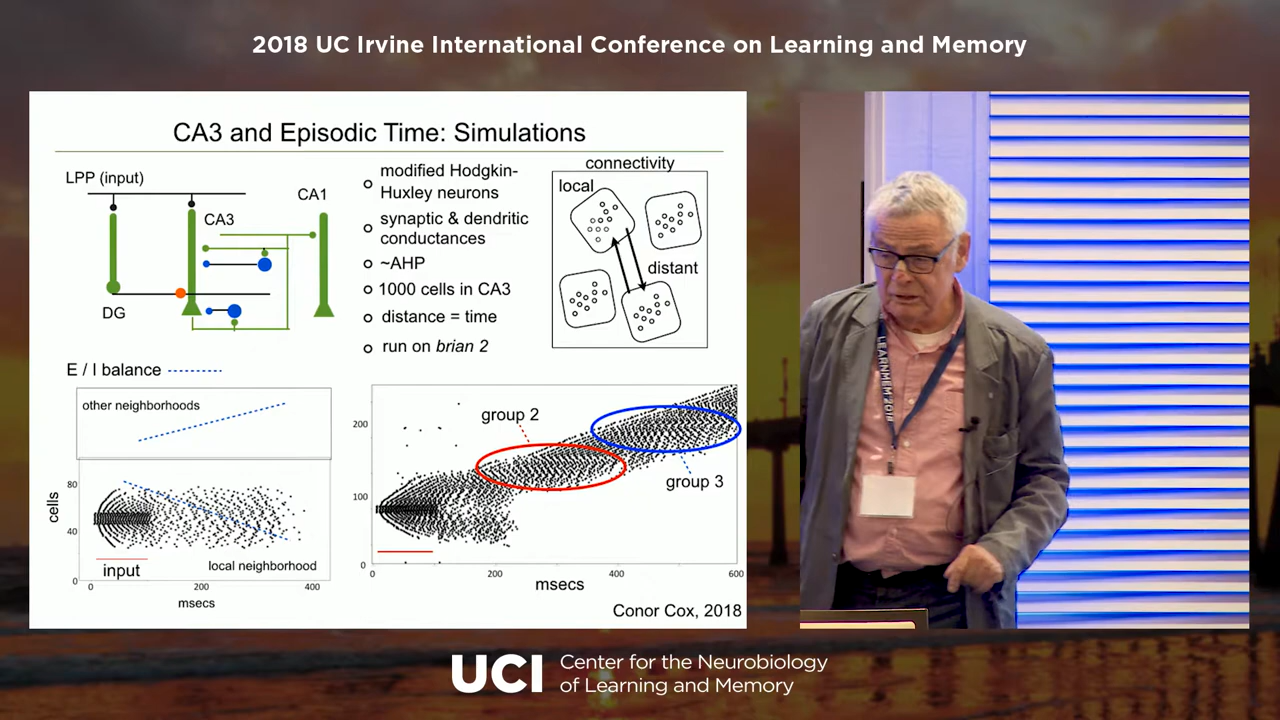 2018 UC Irvine International Conference on Learning and Memory
CA3 and Episodic Time: Simulations
LPP (input)
CA3
CA1
DG
modified Hodgkin-
Huxley neurons
synaptic & dendritic
conductances
~AHP
1000 cells in CA3
distance = time
run on brian 2
connectivity
local
distant
E / I balance
other neighborhoods
cells
80
40
0
input
local neighborhood
0
200
400
msecs
group 2
group 3
200
100
0
0
200
400
600
msecs
Conor Cox, 2018
LEARNMEM 2018
UCI
Center for the Neurobiology
of Learning and Memory